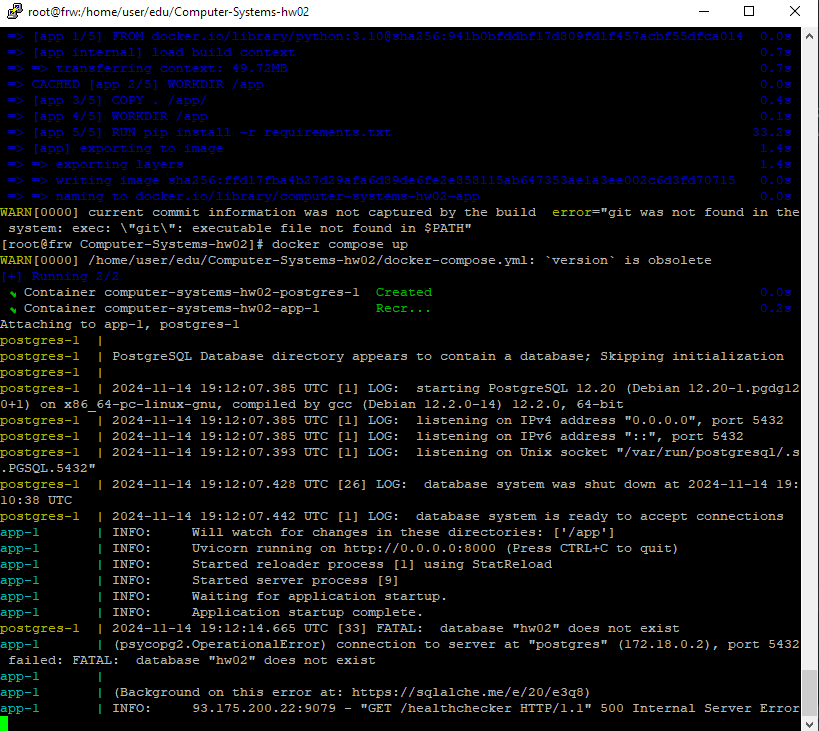 root@frw:/home/user/edu/Computer-Systems-hw02
=> [app 1/5] FROM docker.io/library/python:3.10@sha256: 0.0s
=> [app internal] load build context 0.7s
=> => transferring context: 49.72MB 0.7s
=> CACHED [app 2/5] WORKDIR /app 0.0s
=> [app 3/5] COPY . /app/ 0.4s
=> [app 4/5] WORKDIR /app 0.1s
=> [app 5/5] RUN pip install -r requirements.txt 33.2s
=> [app] exporting to image 1.4s
=> => exporting layers 1.4s
=> => writing image 0.0s
=> => naming to docker.io/library/computer-systems-hw02-app 0.0s
WARN[0000] current commit information was not captured by the build  error="git was not found in the
 system: exec: \"git\": executable file not found in $PATH"
[root@frw Computer-Systems-hw02]# docker compose up
WARN[0000] /home/user/edu/Computer-Systems-hw02/docker-compose.yml: `version` is obsolete
[+] Running 2/2
Container computer-systems-hw02-postgres-1  Created 0.0s
Container computer-systems-hw02-app-1       Recr... 0.2s
Attaching to app-1, postgres-1
postgres-1  |
postgres-1  | PostgreSQL Database directory appears to contain a database; Skipping initialization
postgres-1  |
postgres-1  | 2024-11-14 19:12:07.385 UTC [1] LOG:  starting PostgreSQL 12.20 (Debian 12.20-1.pgdg12
0+1) on x86_64-pc-linux-gnu, compiled by gcc (Debian 12.2.0-14) 12.2.0, 64-bit
postgres-1  | 2024-11-14 19:12:07.385 UTC [1] LOG:  listening on IPv4 address "0.0.0.0", port 5432
postgres-1  | 2024-11-14 19:12:07.385 UTC [1] LOG:  listening on IPv6 address "::", port 5432
postgres-1  | 2024-11-14 19:12:07.393 UTC [1] LOG:  listening on Unix socket "/var/run/postgresql/.s
.PGSQL.5432"
postgres-1  | 2024-11-14 19:12:07.428 UTC [26] LOG:  database system was shut down at 2024-11-14 19:
10:38 UTC
postgres-1  | 2024-11-14 19:12:07.442 UTC [1] LOG:  database system is ready to accept connections
app-1       | INFO:     Will watch for changes in these directories: ['/app']
app-1       | INFO:     Uvicorn running on http://0.0.0.0:8000 (Press CTRL+C to quit)
app-1       | INFO:     Started reloader process [1] using StatReload
app-1       | INFO:     Started server process [9]
app-1       | INFO:     Waiting for application startup.
app-1       | INFO:     Application startup complete.
postgres-1  | 2024-11-14 19:12:14.665 UTC [33] FATAL:  database "hw02" does not exist
app-1       | (psycopg2.OperationalError) connection to server at "postgres" (172.18.0.2), port 5432
 failed: FATAL:  database "hw02" does not exist
app-1       |
app-1       | (Background on this error at: https://sqlalche.me/e/20/e3q8)
app-1       | INFO:     93.175.200.22:9079 - "GET /healthchecker HTTP/1.1" 500 Internal Server Error